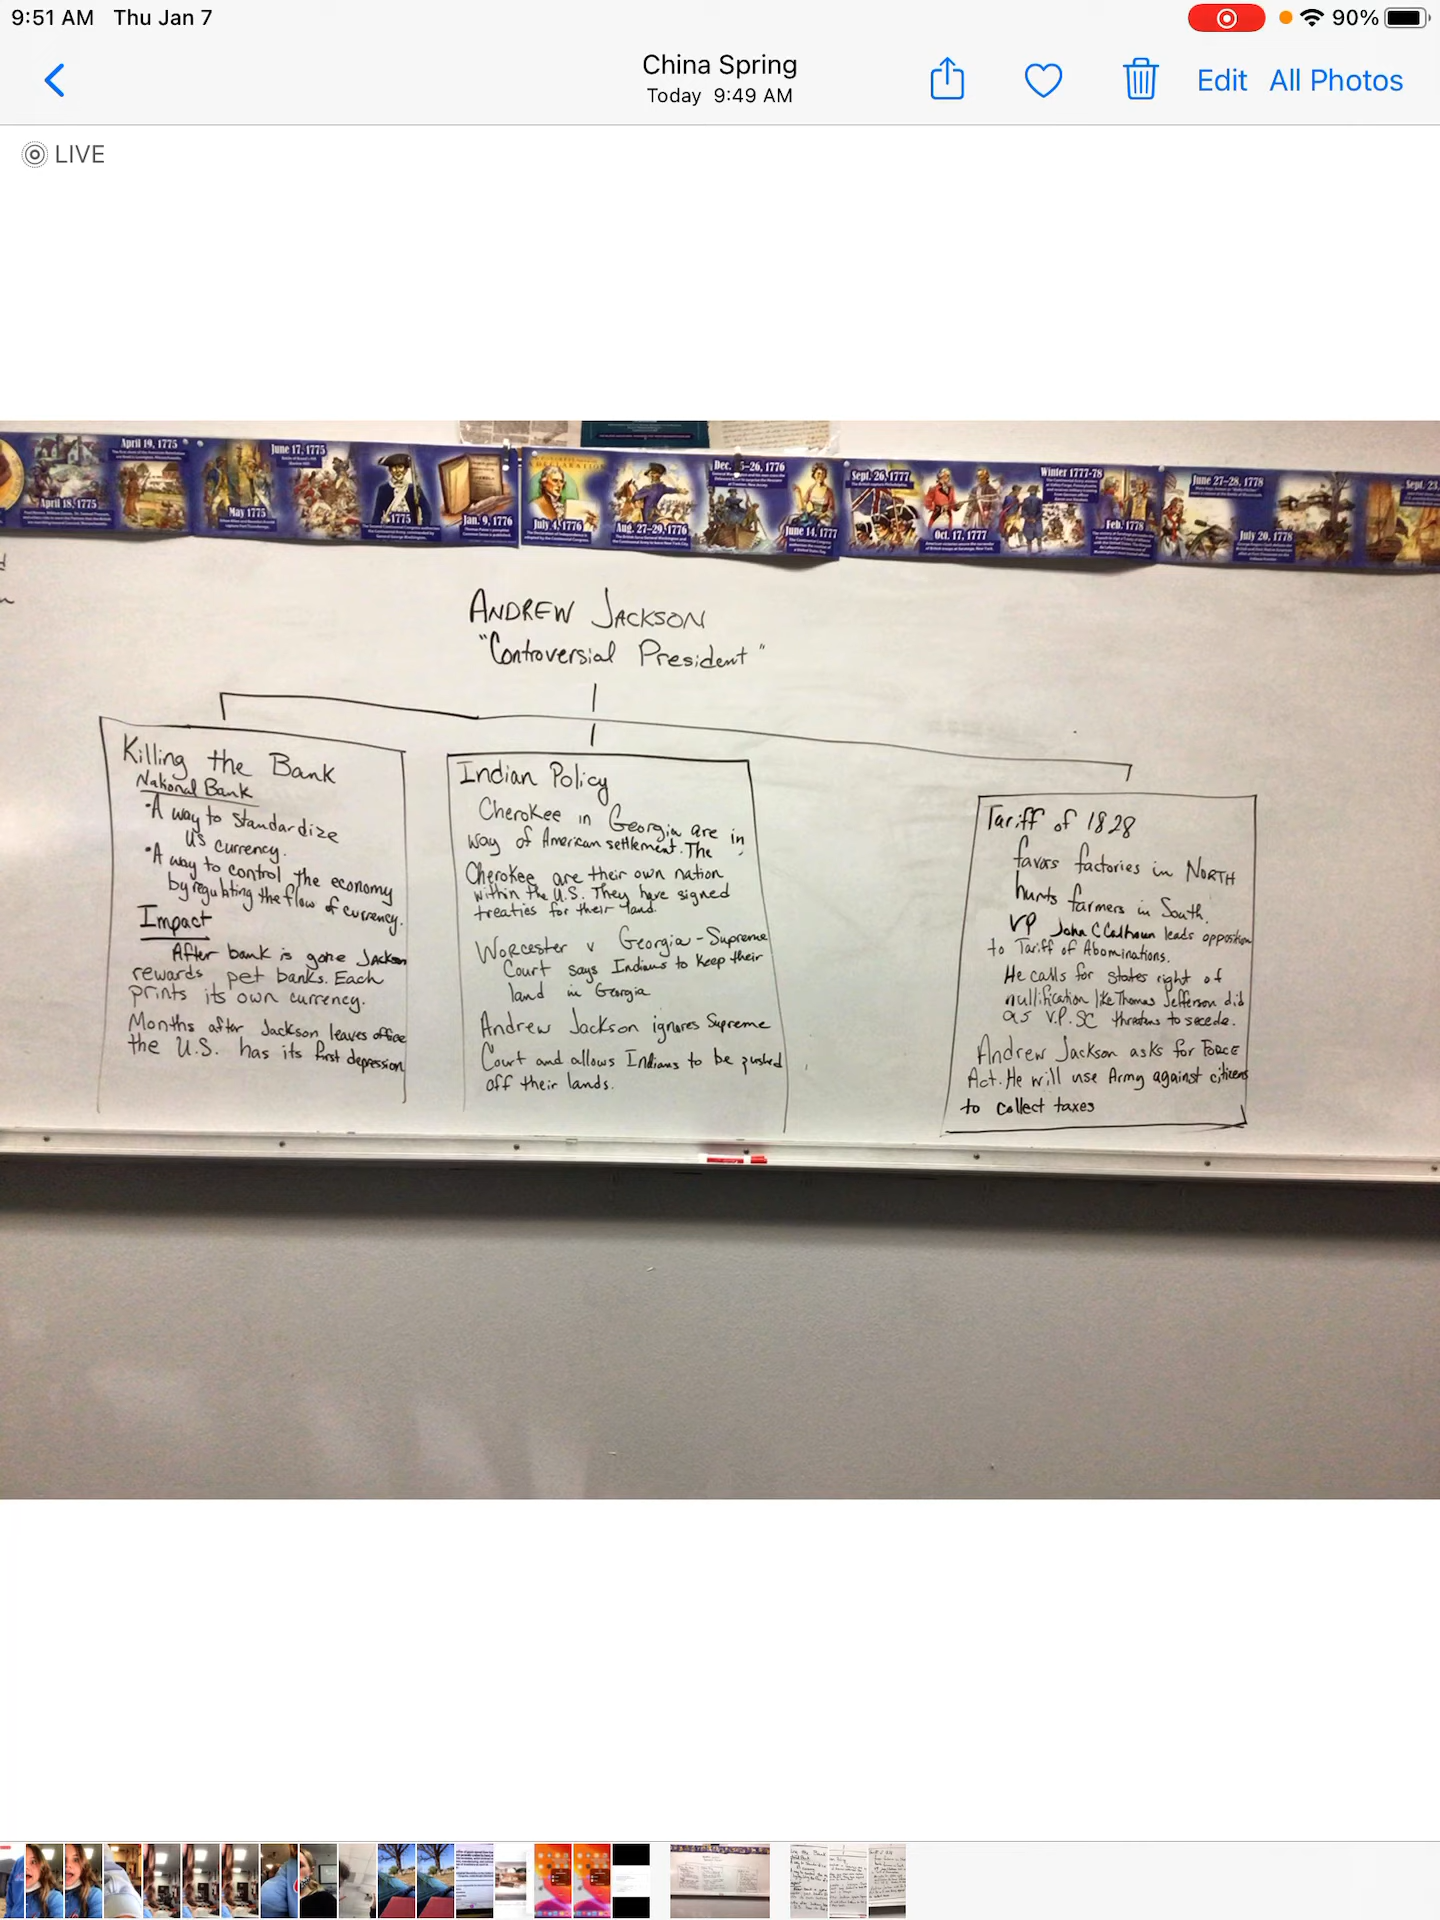 9:51 AM Thu Jan 7
90%
China Spring
Today 9:49 AM
Edit All Photos
LIVE
April 19, 1775
April 18, 1775
May 1775
June 17, 1775
1775
Jan. 9, 1776
July 4, 1776
Aug. 27-29, 1776
Dec. 5-26, 1776
June 14, 1777
Sept. 26, 1777
Oct. 17, 1777
Winter 1777-78
Feb. 1778
June 27-28, 1778
July 20, 1778
Sept. 23,
ANDREW JACKSON
"Controversial President"
Killing the Bank
National Bank
•A way to Standardize
US currency.
•A way to control the economy
by regulating the flow of currency.
Impact
After bank is gone Jackson
rewards pet banks. Each
prints its own currency.
Months after Jackson leaves office
the U.S. has its first depression
Indian Policy
Cherokee in Georgia are in
way of American settlement. The
Cherokee are their own nation
within the U.S. They have signed
treaties for their land.
Worcester v Georgia - Supreme
Court says Indians to keep their
land in Georgia
Andrew Jackson ignores Supreme
Court and allows Indians to be pushed
off their lands.
Tariff of 1828
favors factories in NORTH
hurts farmers in South.
VP John C Calhoun leads opposition
to Tariff of Abominations.
He calls for states right of
nullification like Thomas Jefferson did
as V.P. SC threatens to secede.
Andrew Jackson asks for FORCE
Act. He will use Army against citizens
to collect taxes